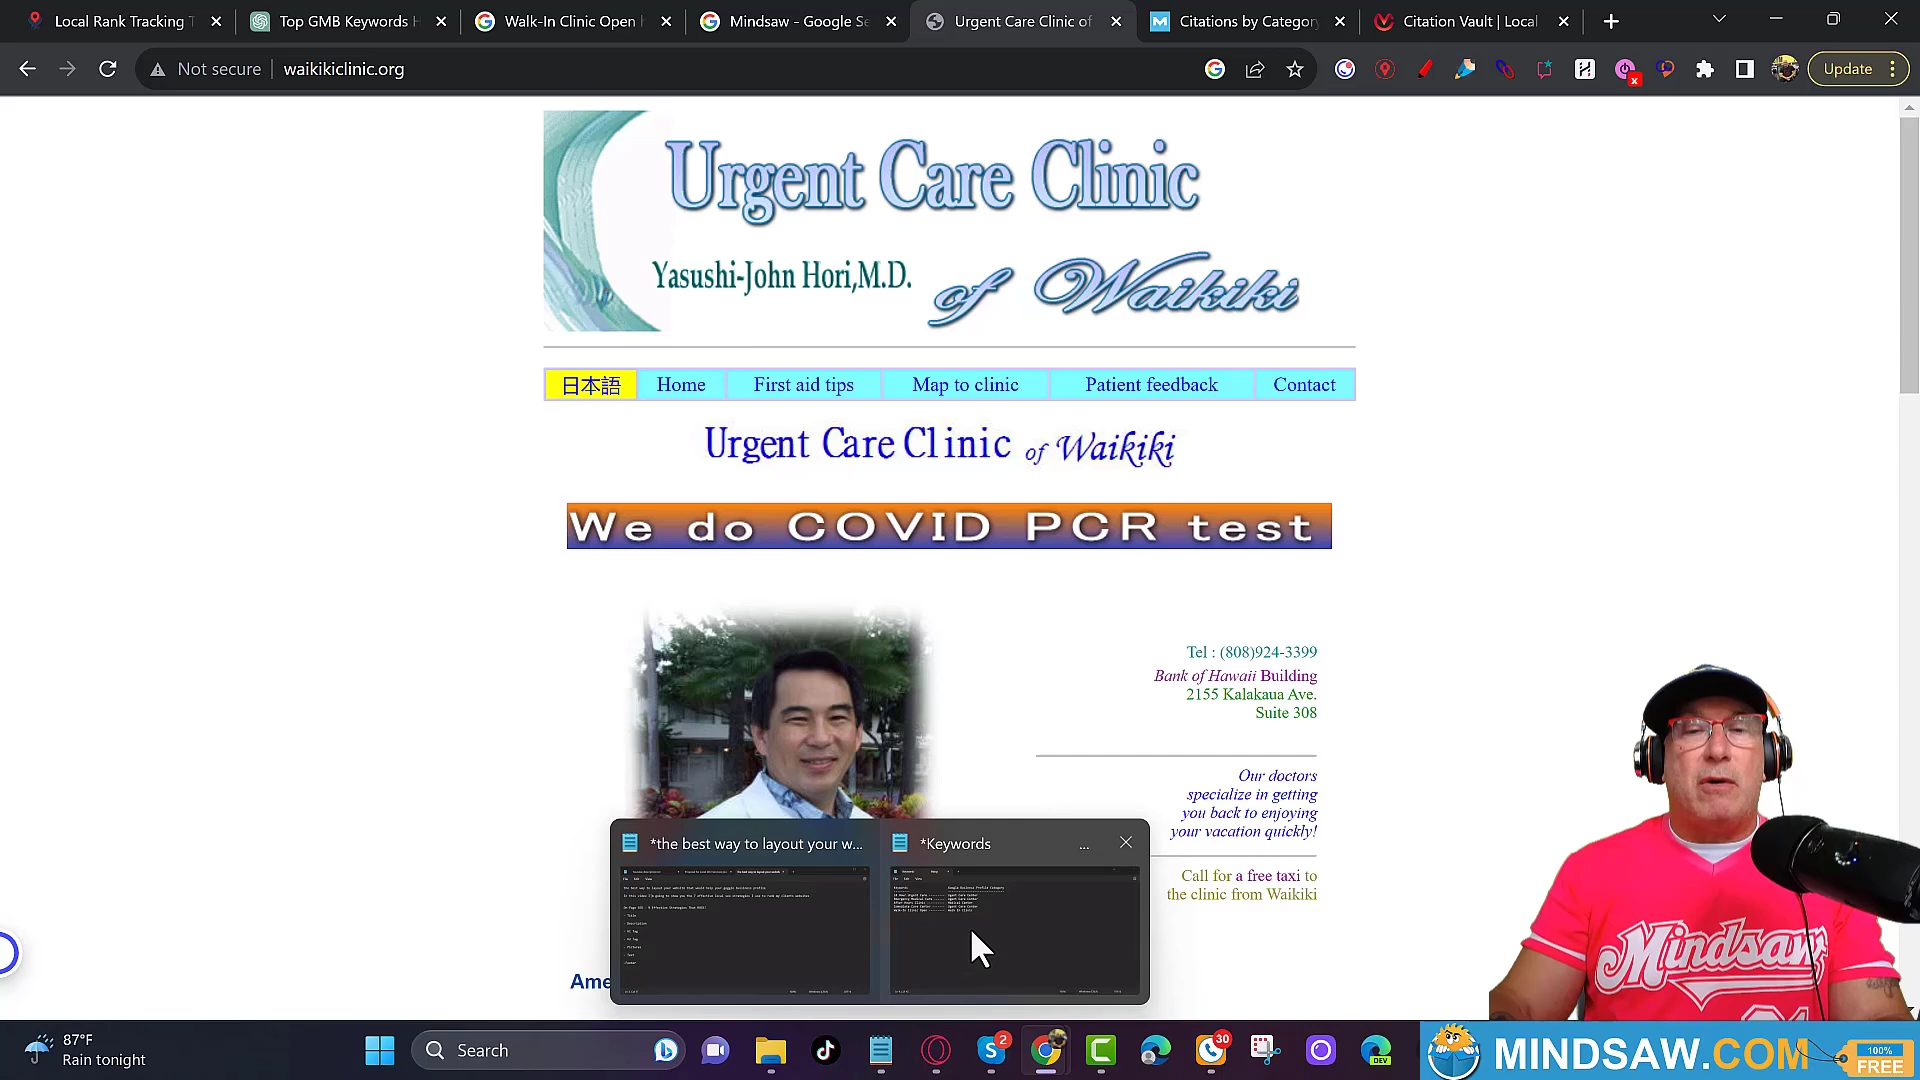 Local Rank Tracking T
Top GMB Keywords H
Walk-In Clinic Open
Mindsaw - Google Se
Urgent Care Clinic of
Citations by Category
Citation Vault | Local
Not secure
waikikiclinic.org
Update
Urgent Care Clinic
Yasushi-John Hori,M.D.
of Waikiki
日本語 Home First aid tips Map to clinic Patient feedback Contact
Urgent Care Clinic of Waikiki
We do COVID PCR test
Tel : (808)924-3399
Bank of Hawaii Building
2155 Kalakaua Ave.
Suite 308
Our doctors
specialize in getting
you back to enjoying
your vacation quickly!
Call for a free taxi to
the clinic from Waikiki
*the best way to layout your w...
*Keywords ...
Ame
Mindsaw
87°F
Rain tonight
Search
2
30
DEV
MINDSAW.COM
100%
FREE